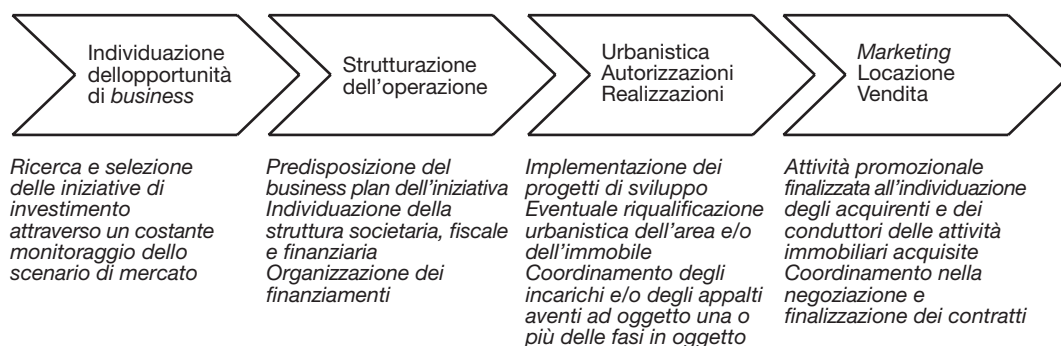 Individuazione
dellopportunità
di business
Strutturazione
dell'operazione
Urbanistica
Autorizzazioni
Realizzazioni
Marketing
Locazione
Vendita
Ricerca e selezione
delle iniziative di
investimento
attraverso un costante
monitoraggio dello
scenario di mercato
Predisposizione del
business plan dell'iniziativa
Individuazione della
struttura societaria, fiscale
e finanziaria
Organizzazione dei
finanziamenti
Implementazione dei
progetti di sviluppo
Eventuale riqualificazione
urbanistica dell'area e/o
dell'immobile
Coordinamento degli
incarichi e/o degli appalti
aventi ad oggetto una o
più delle fasi in oggetto
Attività promozionale
finalizzata all'individuazione
degli acquirenti e dei
conduttori delle attività
immobiliari acquisite
Coordinamento nella
negoziazione e
finalizzazione dei contratti